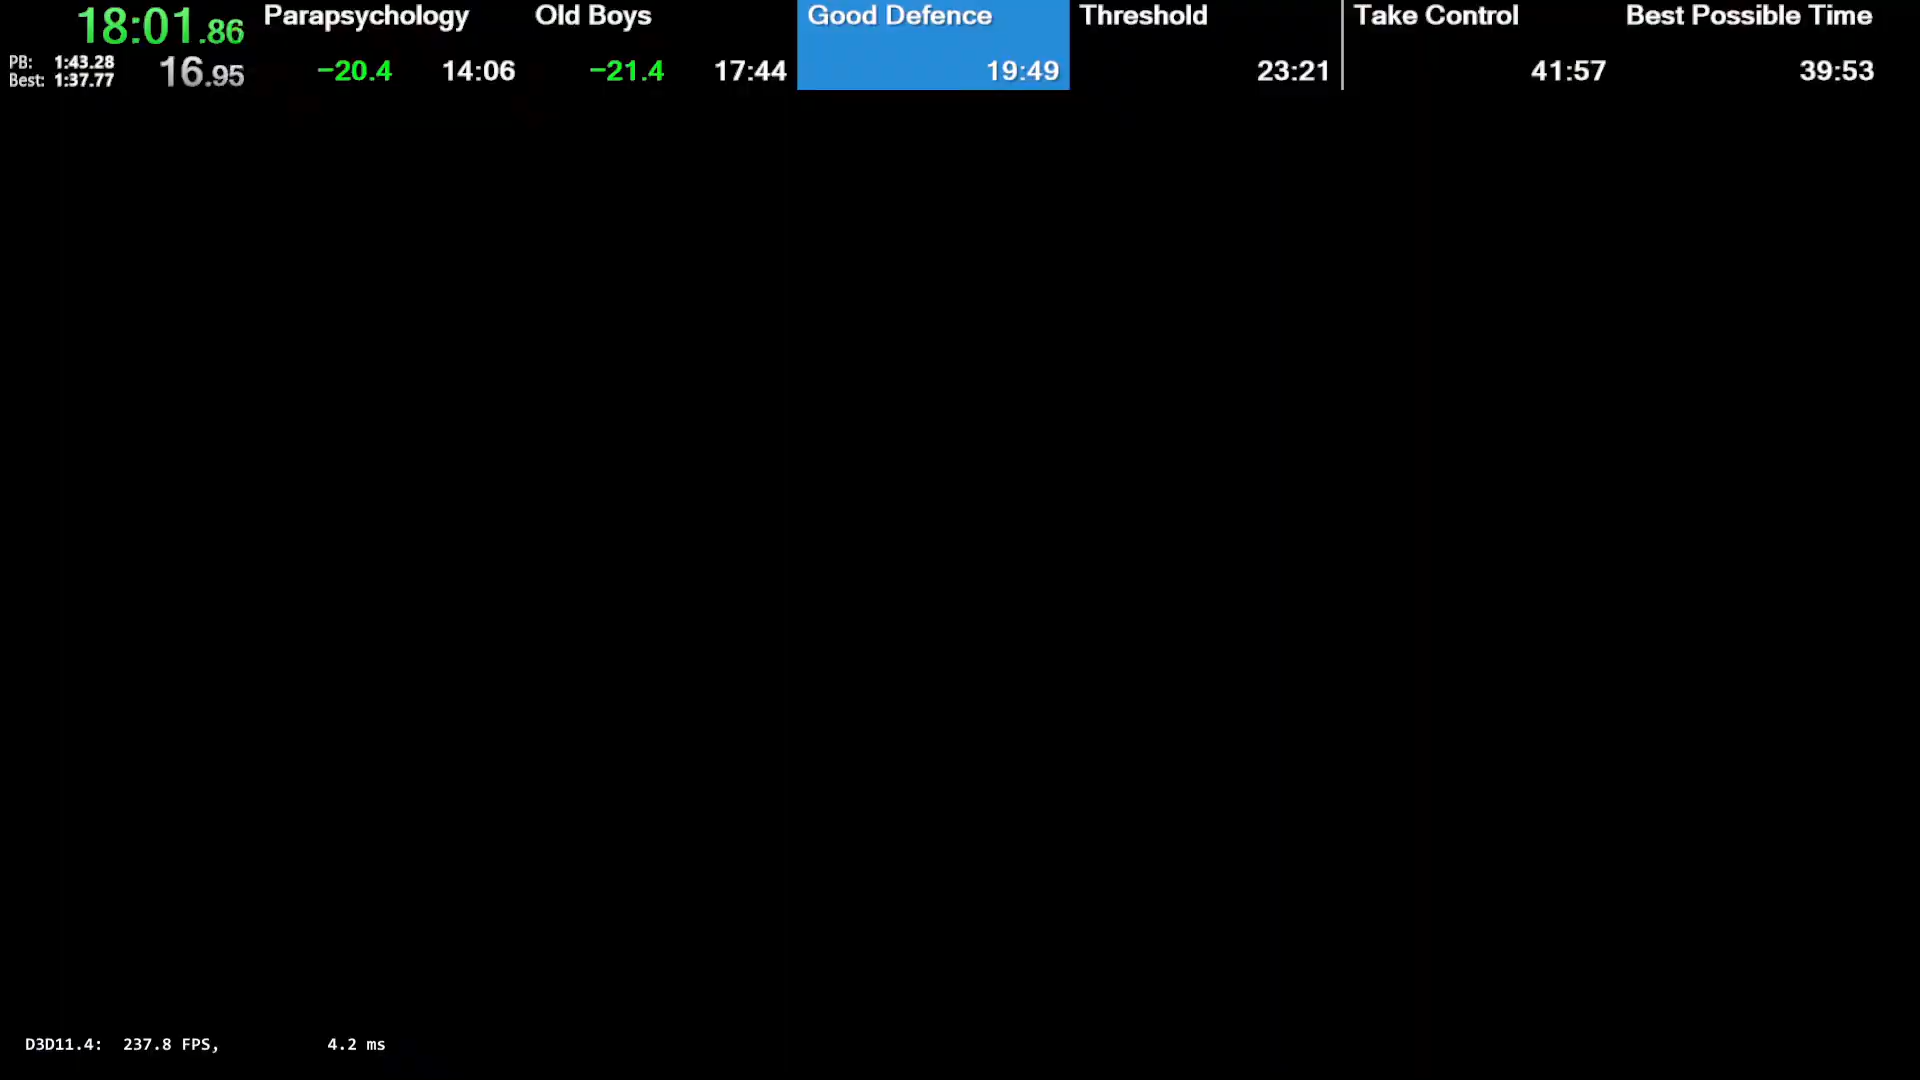 18:01.86
PB: 1:43.28
Best: 1:37.77
16.95
Parapsychology
−20.4 14:06
Old Boys
−21.4 17:44
Good Defence
19:49
Threshold
23:21
Take Control
41:57
Best Possible Time
39:53
D3D11.4: 237.8 FPS, 4.2 ms